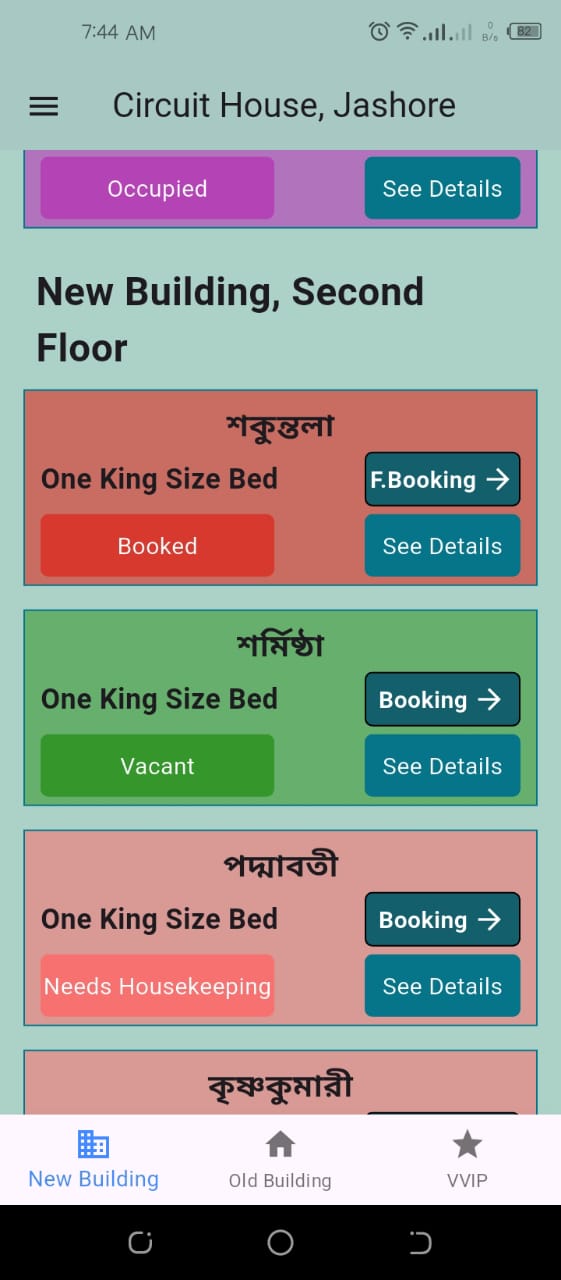 7:44 AM
0
B/s
82
Circuit House, Jashore
Occupied
See Details
New Building, Second
Floor
শকুন্তলা
One King Size Bed
F.Booking →
Booked
See Details
শর্মিষ্ঠা
One King Size Bed
Booking →
Vacant
See Details
পদ্মাবতী
One King Size Bed
Booking →
Needs Housekeeping
See Details
কৃষ্ণকুমারী
New Building
Old Building
VVIP